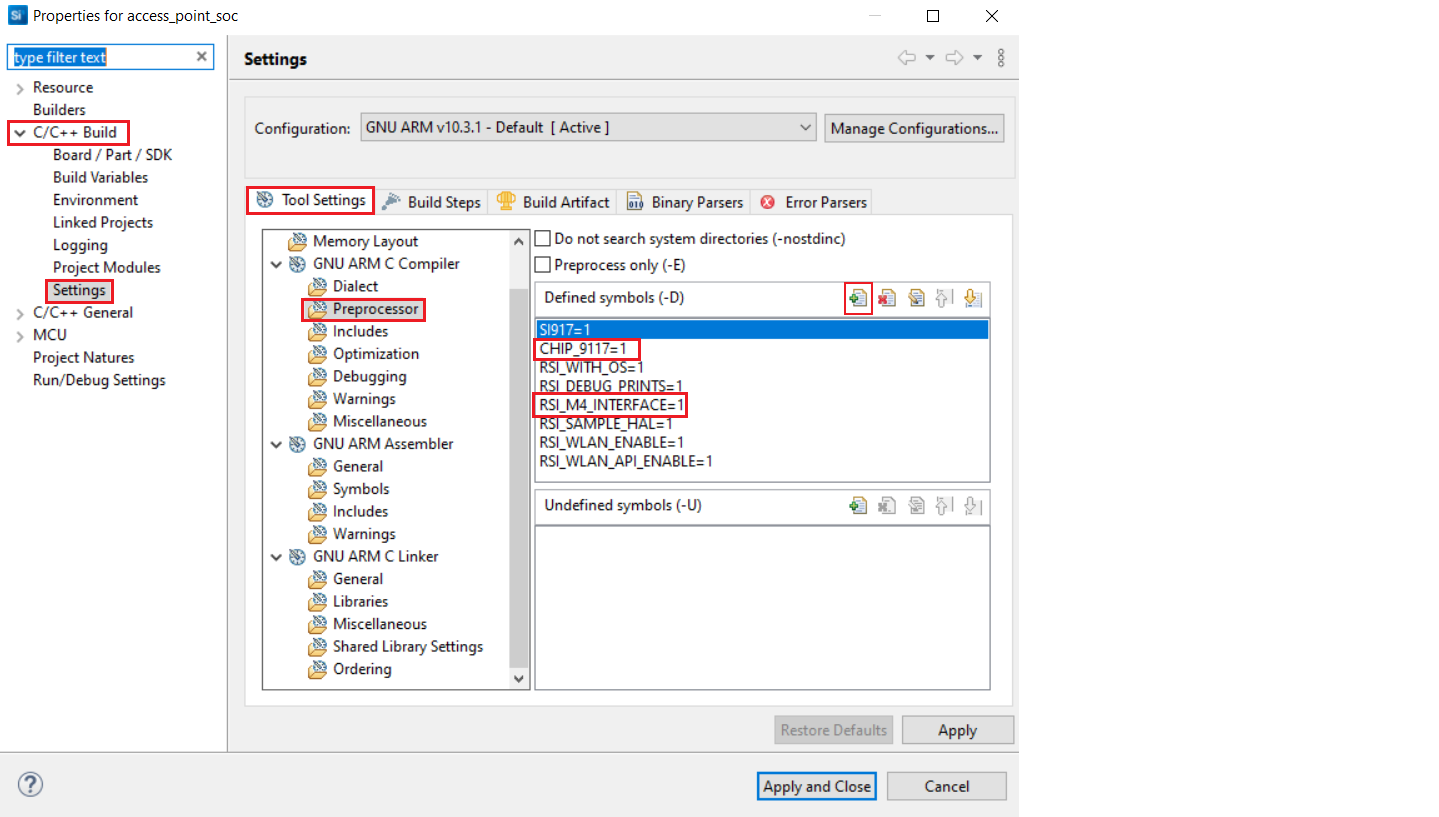 Si Properties for access_point_soc
type filter text
Resource
Builders
C/C++ Build
Board / Part / SDK
Build Variables
Environment
Linked Projects
Logging
Project Modules
Settings
C/C++ General
MCU
Project Natures
Run/Debug Settings
Settings
Configuration: GNU ARM v10.3.1 - Default [ Active ] Manage Configurations...
Tool Settings Build Steps Build Artifact 010 Binary Parsers Error Parsers
Memory Layout
GNU ARM C Compiler
Dialect
Preprocessor
Includes
Optimization
Debugging
Warnings
Miscellaneous
GNU ARM Assembler
General
Symbols
Includes
Warnings
GNU ARM C Linker
General
Libraries
Miscellaneous
Shared Library Settings
Ordering
Do not search system directories (-nostdinc)
Preprocess only (-E)
Defined symbols (-D)
SI917=1
CHIP_9117=1
RSI_WITH_OS=1
RSI_DEBUG_PRINTS=1
RSI_M4_INTERFACE=1
RSI_SAMPLE_HAL=1
RSI_WLAN_ENABLE=1
RSI_WLAN_API_ENABLE=1
Undefined symbols (-U)
Restore Defaults Apply
? Apply and Close Cancel